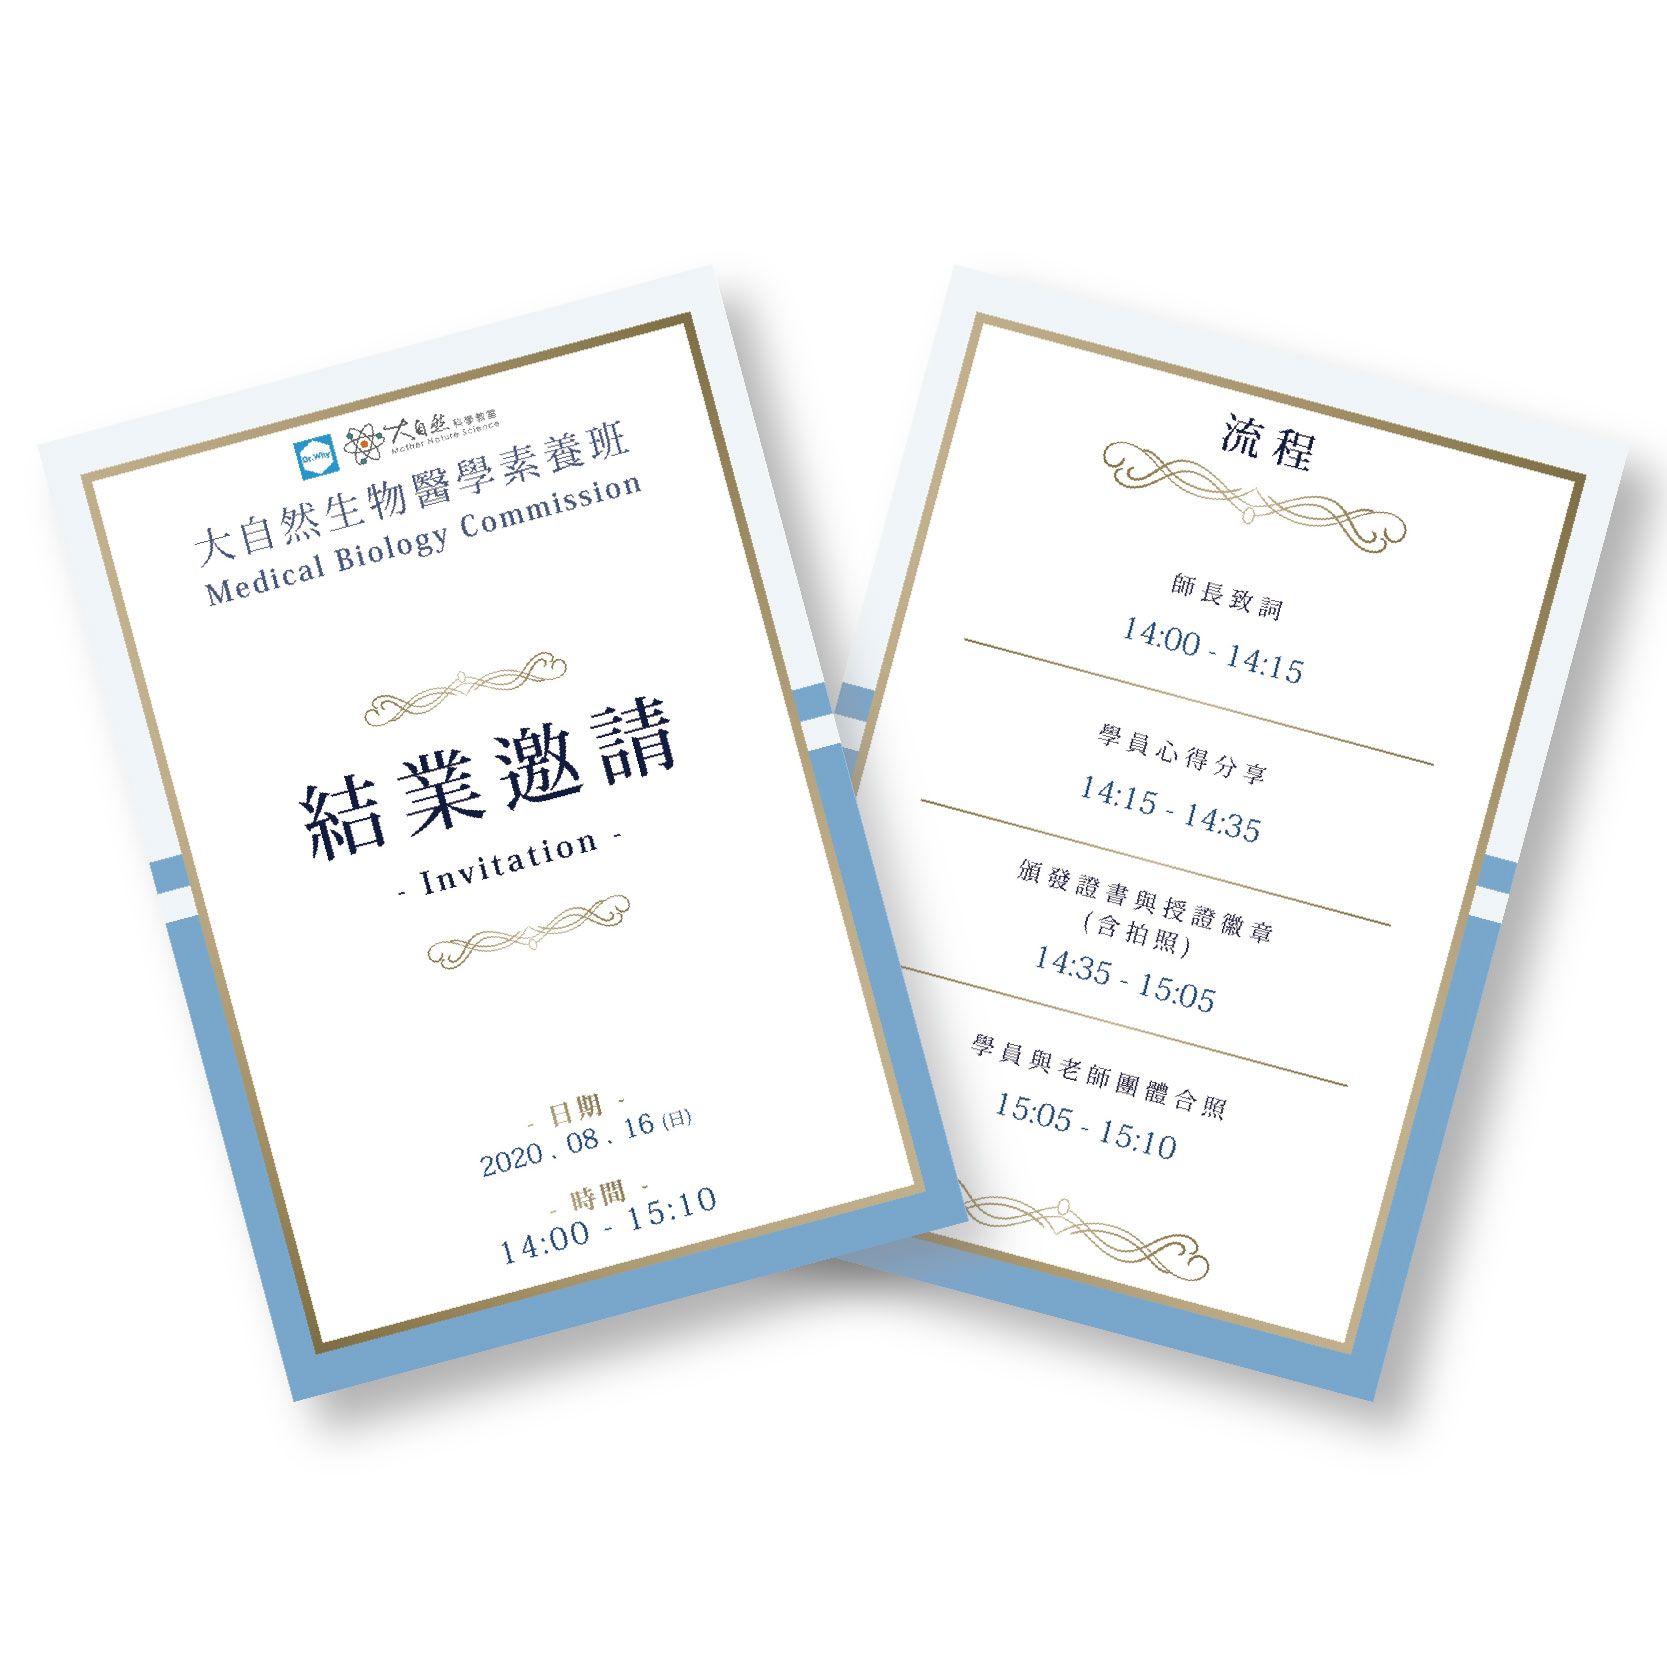 Dr.Why
大自然 科學教室
Mother Nature Science
大自然生物醫學素養班
Medical Biology Commission
結業邀請
- Invitation -
- 日期 -
2020 . 08 . 16 (日)
- 時間 -
14:00 - 15:10
流程
師長致詞
14:00 - 14:15
學員心得分享
14:15 - 14:35
頒發證書與授證徽章
(含拍照)
14:35 - 15:05
學員與老師團體合照
15:05 - 15:10